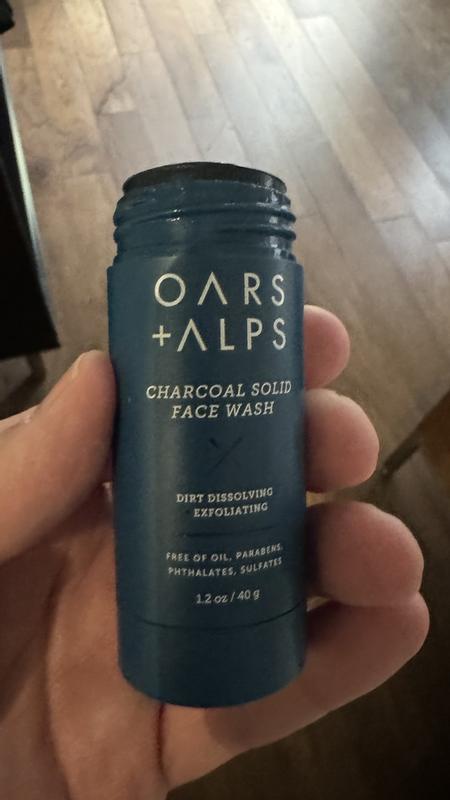 OARS
+ALPS
CHARCOAL SOLID
FACE WASH
DIRT DISSOLVING
EXFOLIATING
FREE OF OIL, PARABENS,
PHTHALATES, SULFATES
1.2 oz / 40 g